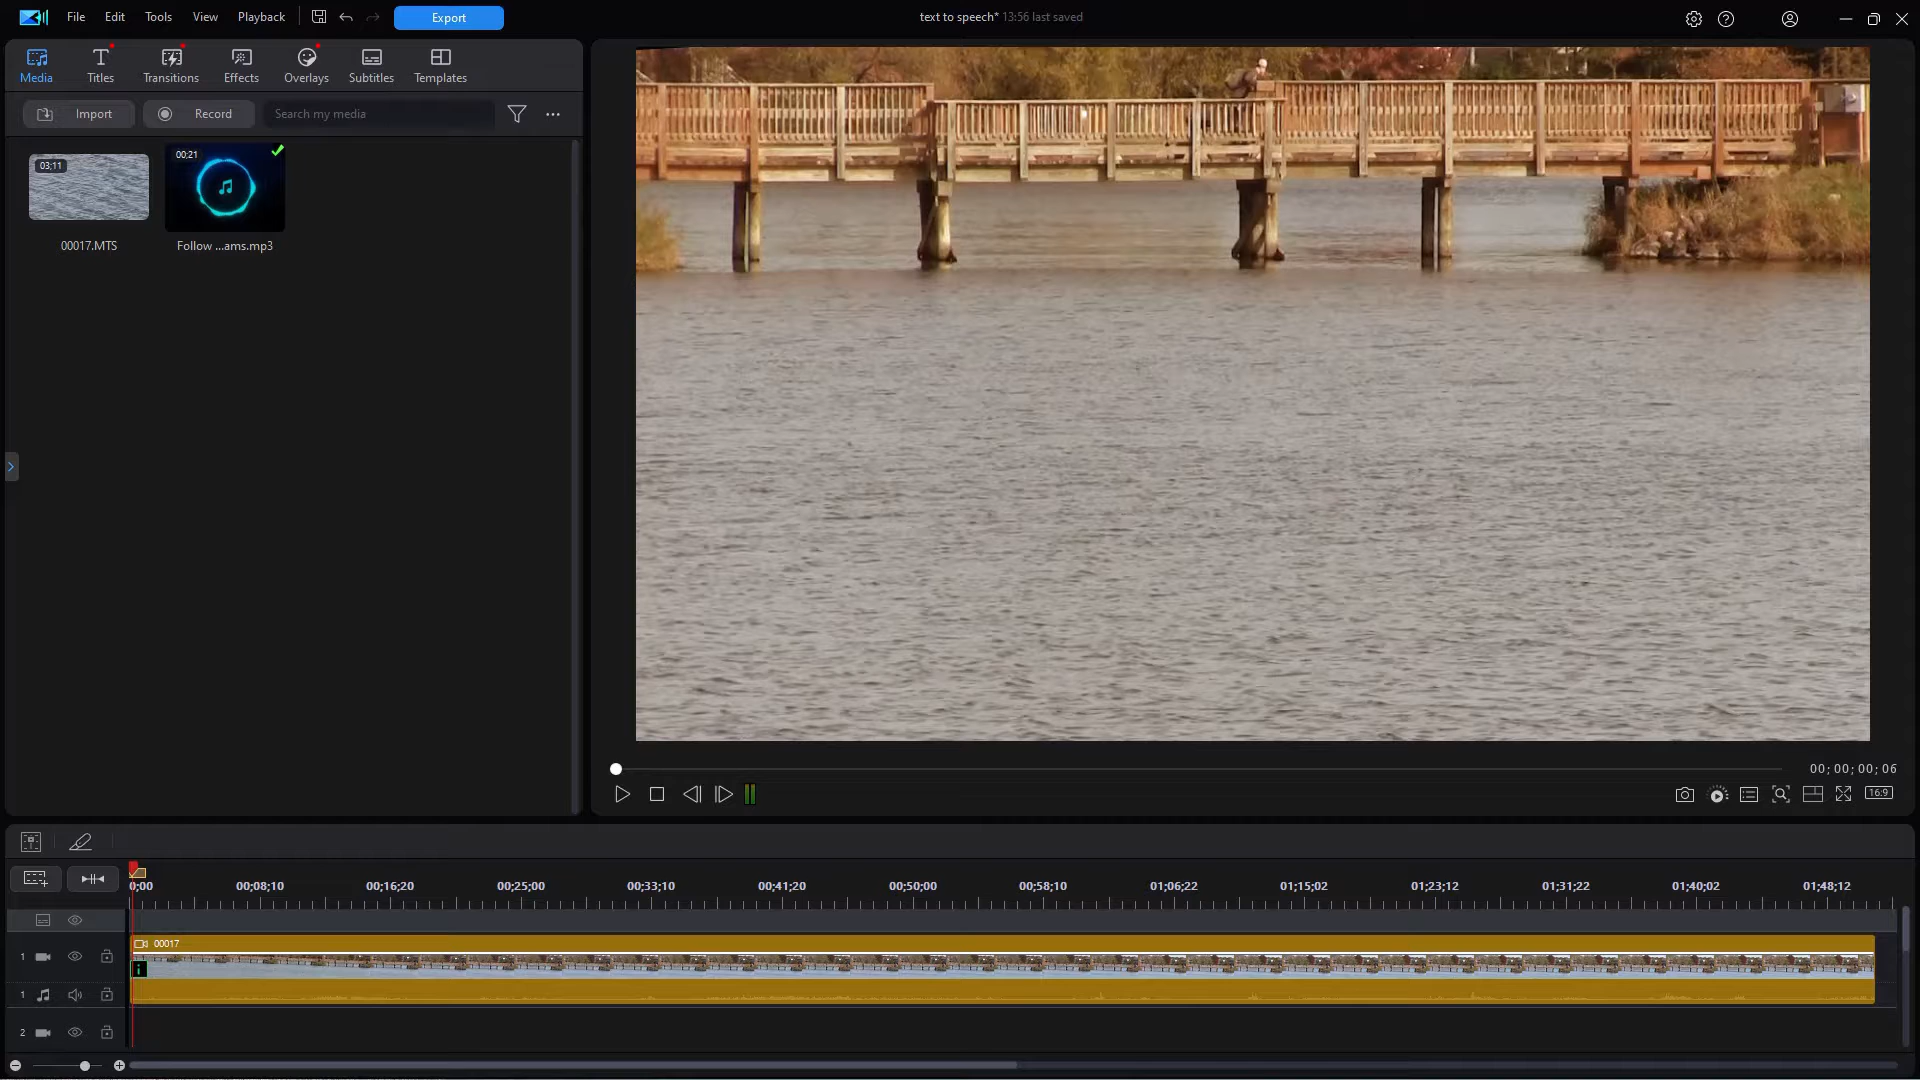 File Edit Tools View Playback Export text to speech* 13:56 last saved
Media Titles Transitions Effects Overlays Subtitles Templates
Import Record Search my media
03;11 00;21
00017.MTS Follow ...ams.mp3
00;00;00;06
16:9
0;00 00;08;10 00;16;20 00;25;00 00;33;10 00;41;20 00;50;00 00;58;10 01;06;22 01;15;02 01;23;12 01;31;22 01;40;02 01;48;12
00017
1
i
1
2